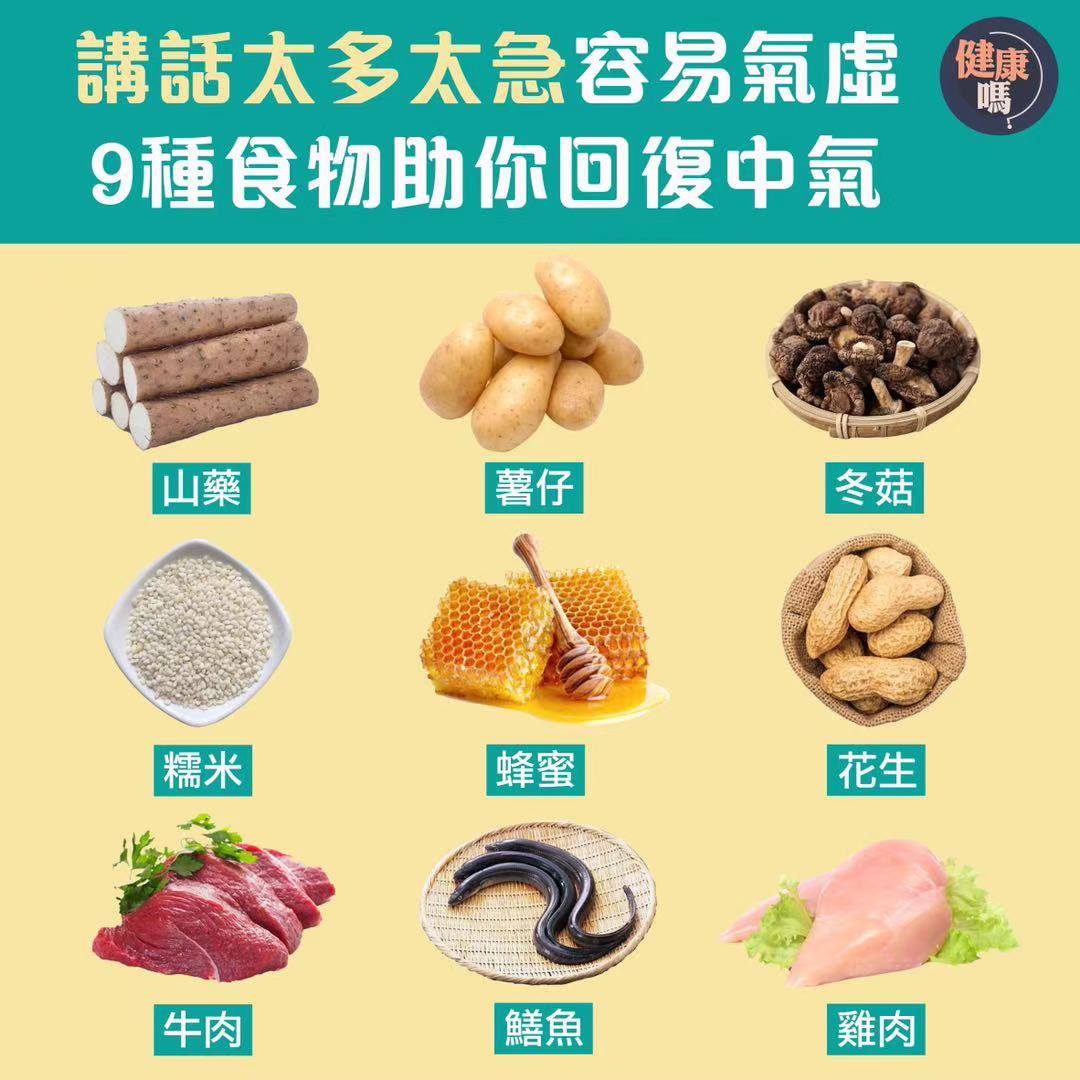 講話太多太急容易氣虛
9種食物助你回復中氣
健康
嗎
山藥
薯仔
冬菇
糯米
蜂蜜
花生
牛肉
鱔魚
雞肉